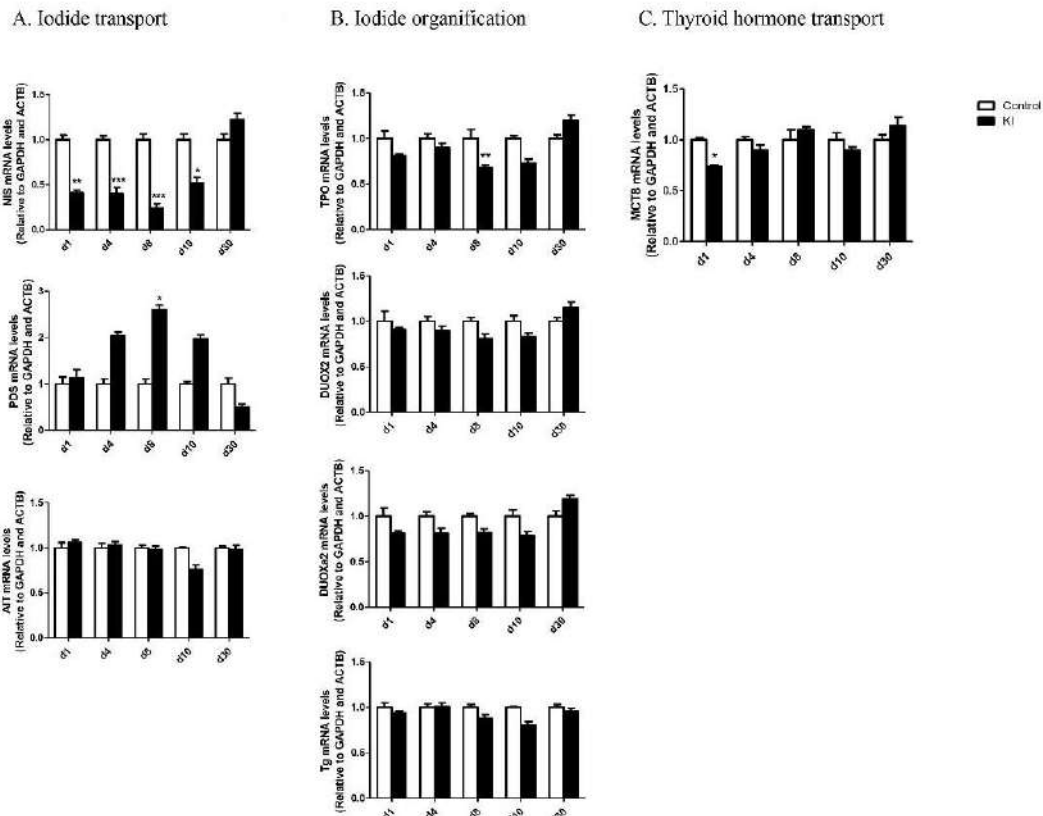 A. Iodide transport
B. Iodide organification
C. Thyroid hormone transport
Control
KI
NIS mRNA levels
(Relative to GAPDH and ACTB)
1.5
1.0
0.5
0.0
**
***
***
*
d1
d4
d8
d10
d30
PDS mRNA levels
(Relative to GAPDH and ACTB)
3
2
1
0
*
d1
d4
d8
d10
d30
AIT mRNA levels
(Relative to GAPDH and ACTB)
1.5
1.0
0.5
0.0
d1
d4
d8
d10
d30
TPO mRNA levels
(Relative to GAPDH and ACTB)
1.5
1.0
0.5
0.0
**
d1
d4
d8
d10
d30
DUOX2 mRNA levels
(Relative to GAPDH and ACTB)
1.5
1.0
0.5
0.0
d1
d4
d8
d10
d30
DUOXa2 mRNA levels
(Relative to GAPDH and ACTB)
1.5
1.0
0.5
0.0
d1
d4
d8
d10
d30
Tg mRNA levels
(Relative to GAPDH and ACTB)
1.5
1.0
0.5
0.0
d1
d4
d8
d10
d30
MCT8 mRNA levels
(Relative to GAPDH and ACTB)
1.5
1.0
0.5
0.0
*
d1
d4
d8
d10
d30